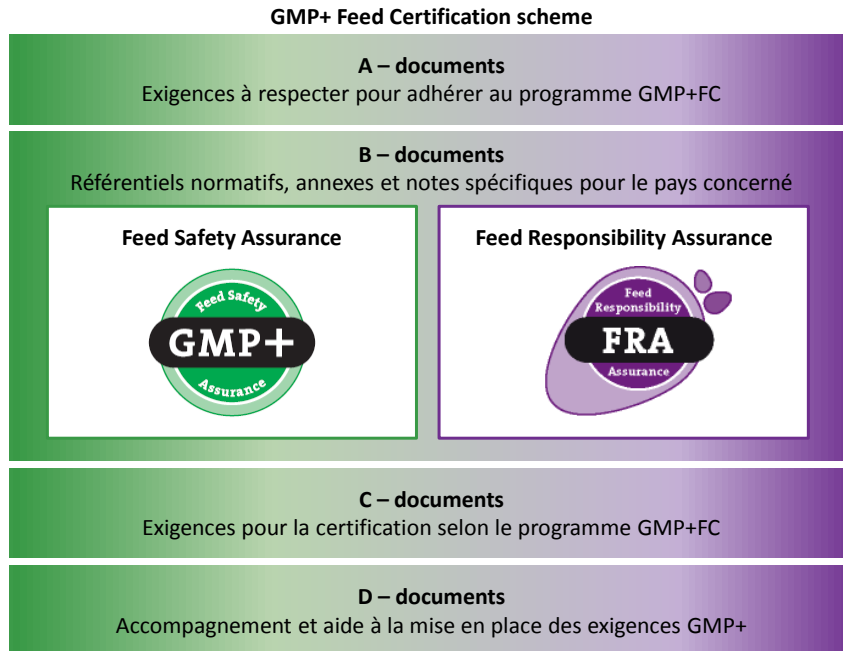 GMP+ Feed Certification scheme
A – documents
Exigences à respecter pour adhérer au programme GMP+FC
B – documents
Référentiels normatifs, annexes et notes spécifiques pour le pays concerné
Feed Safety Assurance
Feed Safety
GMP+
Assurance
Feed Responsibility Assurance
Feed
Responsibility
FRA
Assurance
C – documents
Exigences pour la certification selon le programme GMP+FC
D – documents
Accompagnement et aide à la mise en place des exigences GMP+